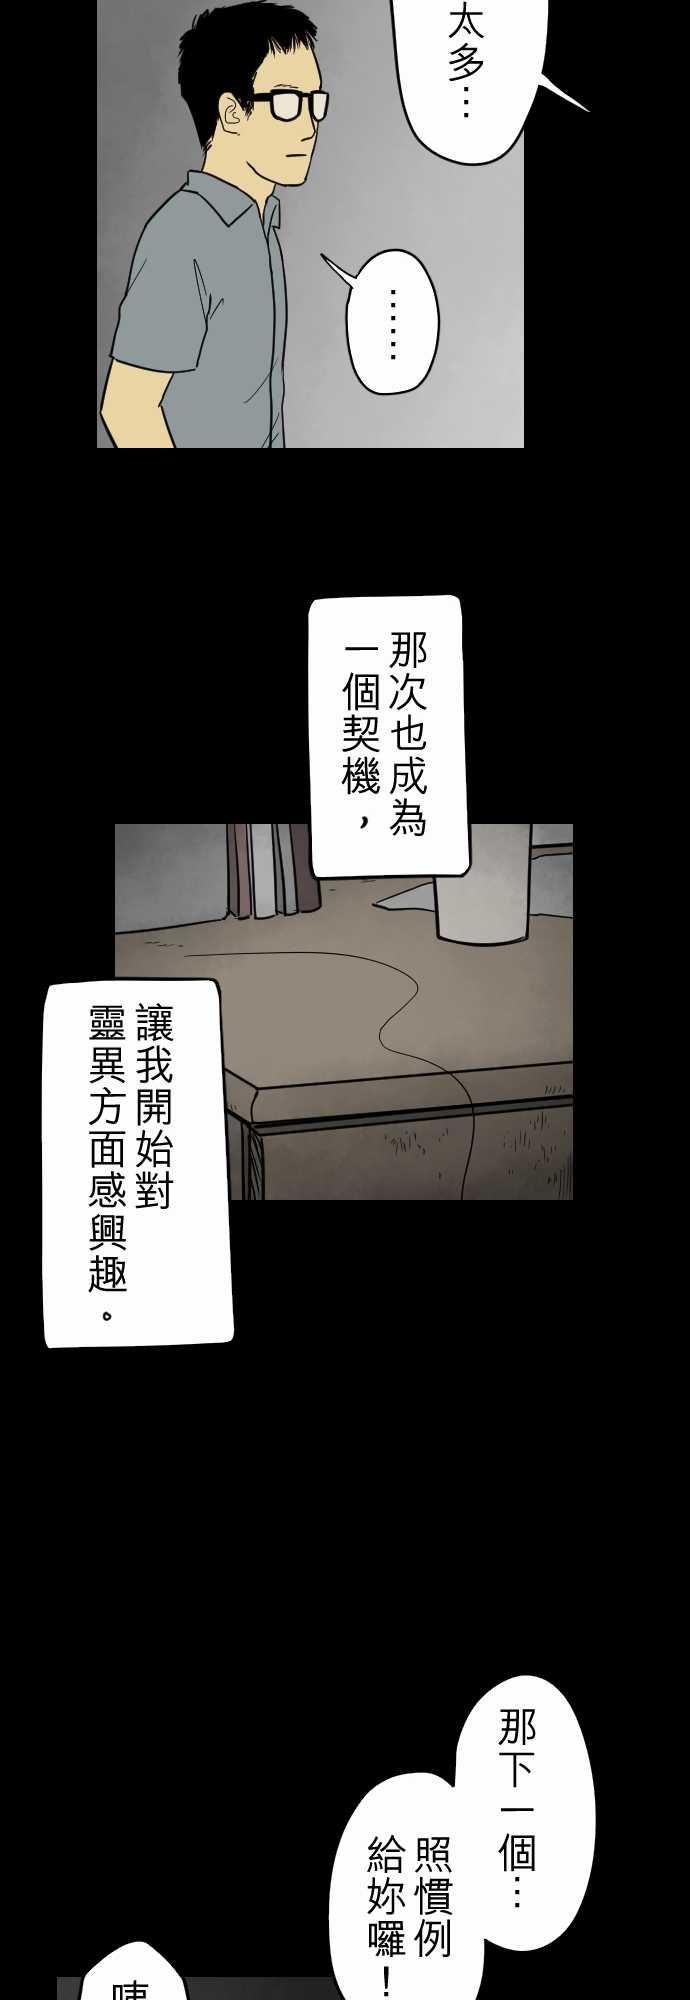 太多…
……
那次也成為
一個契機，
讓我開始對
靈異方面感興趣。
那下一個…
照慣例
給妳囉！
咦